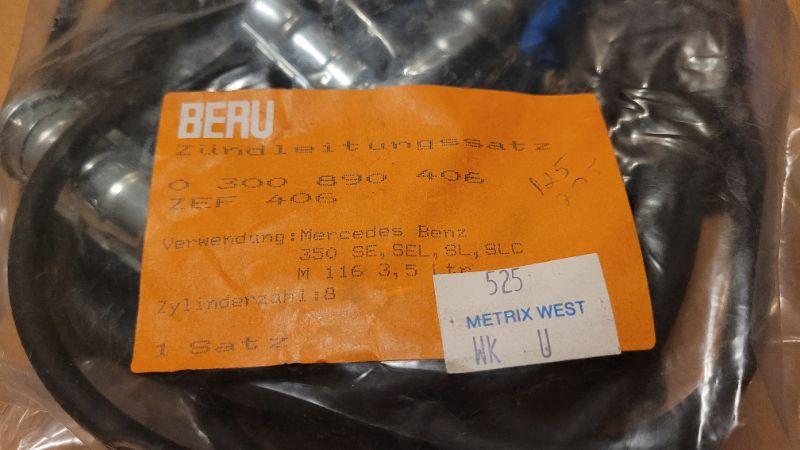 BERU
Zündleitungssatz
0 300 890 406
ZEF 406
Verwendung:Mercedes Benz
350 SE,SEL,SL,SLC
M 116 3,5 Ltr
Zylinderzahl:8
1 Satz
525
METRIX WEST
WK U